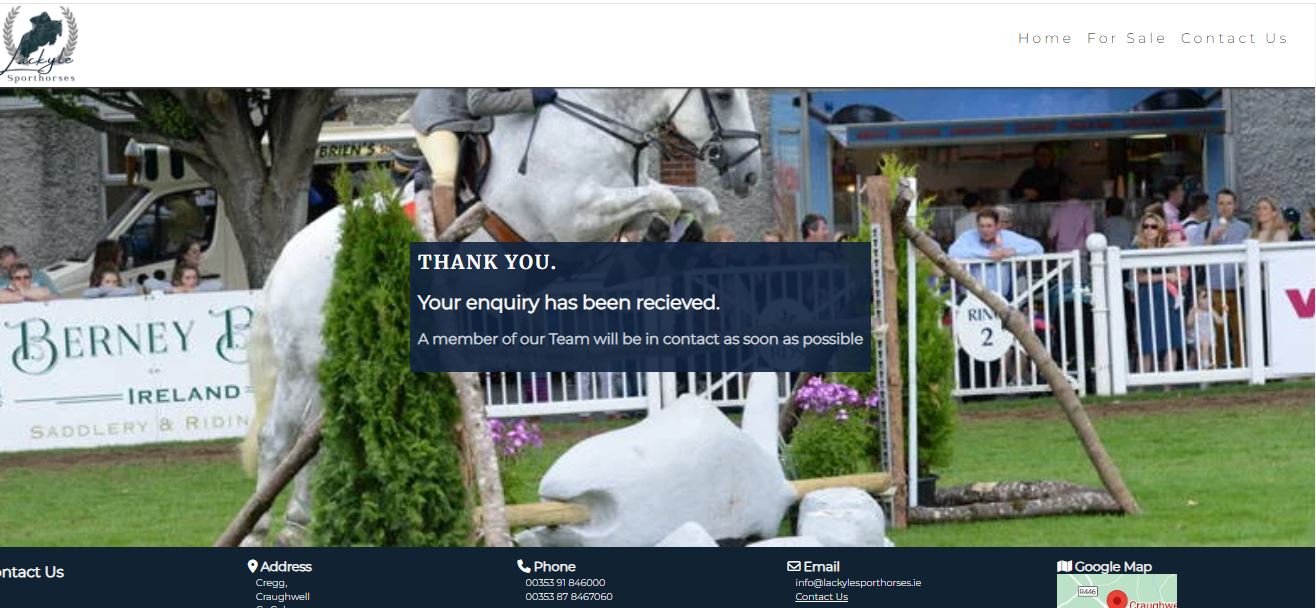 Lackyle
Sporthorses
Home For Sale Contact Us
O'BRIEN'S
THANK YOU.
Your enquiry has been recieved.
A member of our Team will be in contact as soon as possible
BERNEY B
IRELAND
SADDLERY & RIDIN
RDS
RING
2
ntact Us
Address
Cregg,
Craughwell
Phone
00353 91 846000
00353 87 8467060
Email
info@lackylesporthorses.ie
Contact Us
Google Map
R446
Craughwe